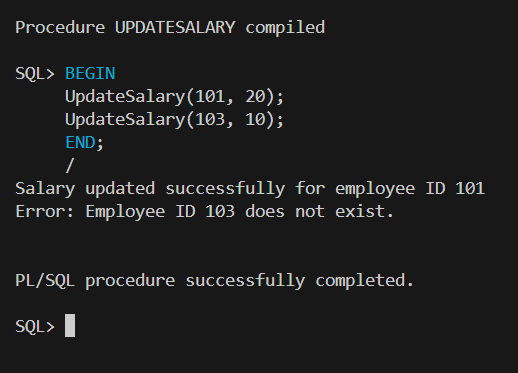 Procedure UPDATESALARY compiled
SQL> BEGIN
UpdateSalary(101, 20);
UpdateSalary(103, 10);
END;
/
Salary updated successfully for employee ID 101
Error: Employee ID 103 does not exist.
PL/SQL procedure successfully completed.
SQL>